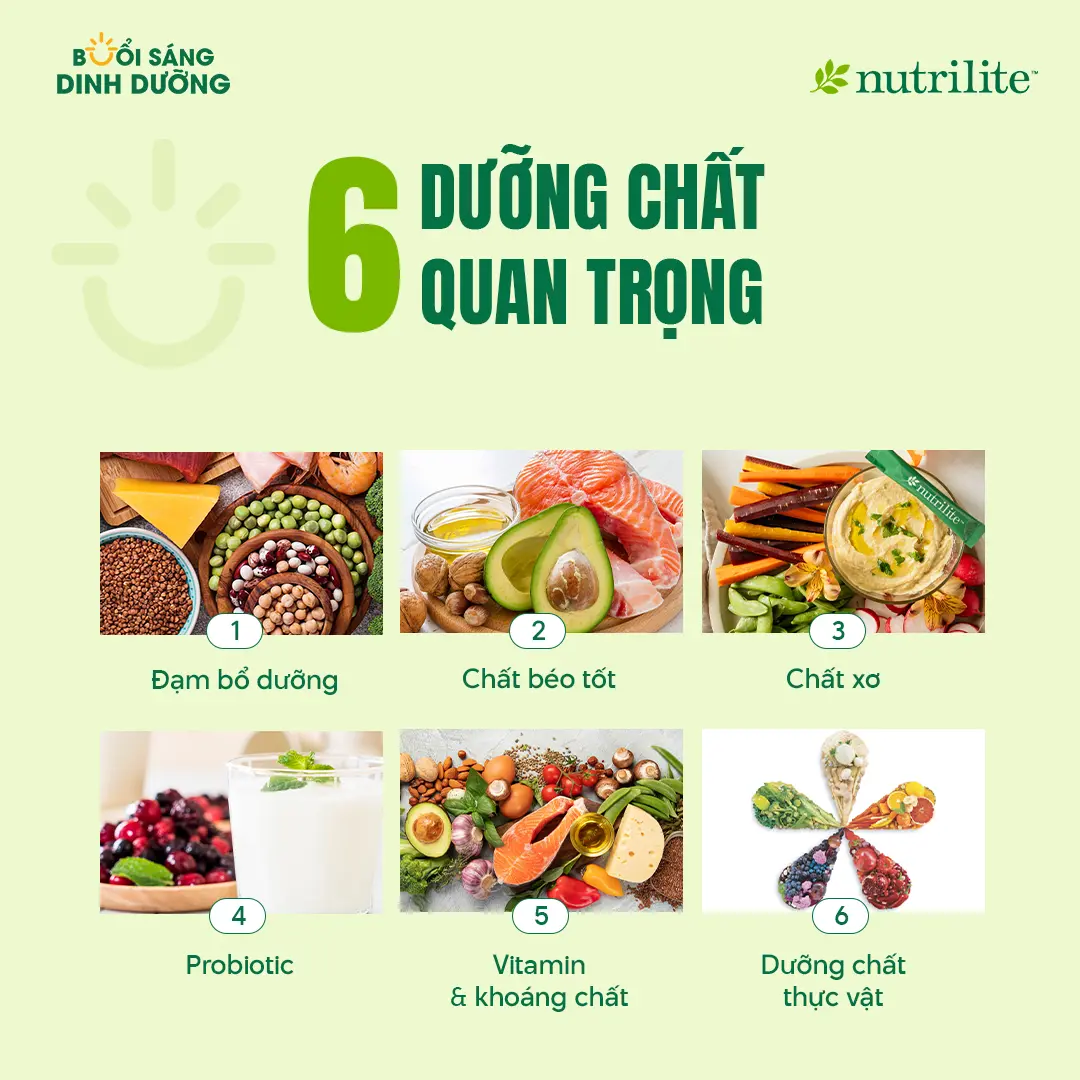 BUỔI SÁNG
DINH DƯỠNG
nutrilite™
6
DƯỠNG CHẤT
QUAN TRỌNG
nutrilite™
1
Đạm bổ dưỡng
2
Chất béo tốt
3
Chất xơ
4
Probiotic
5
Vitamin
& khoáng chất
6
Dưỡng chất
thực vật